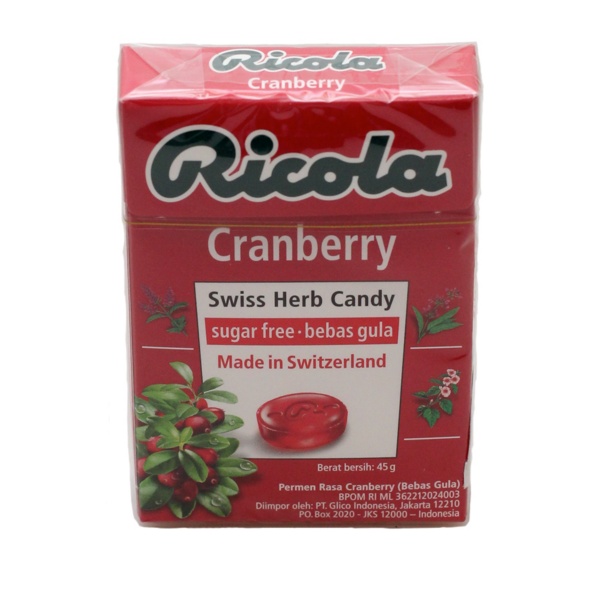 Ricola
Cranberry
Ricola
Cranberry
Swiss Herb Candy
sugar free · bebas gula
Made in Switzerland
Berat bersih: 45 g
Permen Rasa Cranberry (Bebas Gula)
BPOM RI ML 362212024003
Diimpor oleh: PT. Glico Indonesia, Jakarta 12210
PO. Box 2020 - JKS 12000 – Indonesia